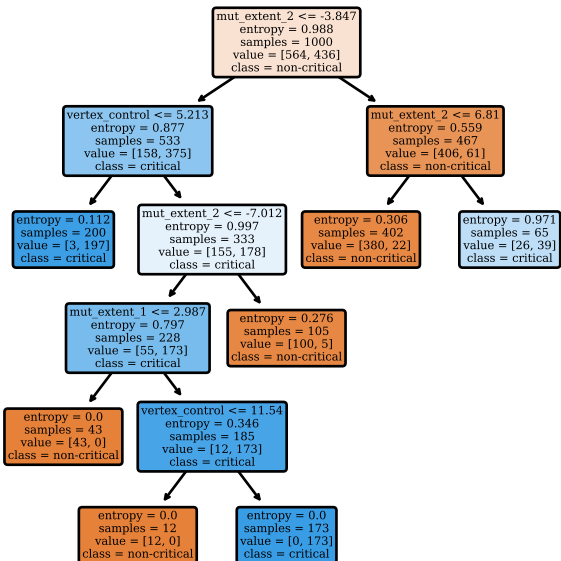 mut_extent_2 <= -3.847
entropy = 0.988
samples = 1000
value = [564, 436]
class = non-critical
vertex_control <= 5.213
entropy = 0.877
samples = 533
value = [158, 375]
class = critical
mut_extent_2 <= 6.81
entropy = 0.559
samples = 467
value = [406, 61]
class = non-critical
entropy = 0.112
samples = 200
value = [3, 197]
class = critical
mut_extent_2 <= -7.012
entropy = 0.997
samples = 333
value = [155, 178]
class = critical
entropy = 0.306
samples = 402
value = [380, 22]
class = non-critical
entropy = 0.971
samples = 65
value = [26, 39]
class = critical
mut_extent_1 <= 2.987
entropy = 0.797
samples = 228
value = [55, 173]
class = critical
entropy = 0.276
samples = 105
value = [100, 5]
class = non-critical
entropy = 0.0
samples = 43
value = [43, 0]
class = non-critical
vertex_control <= 11.54
entropy = 0.346
samples = 185
value = [12, 173]
class = critical
entropy = 0.0
samples = 12
value = [12, 0]
class = non-critical
entropy = 0.0
samples = 173
value = [0, 173]
class = critical